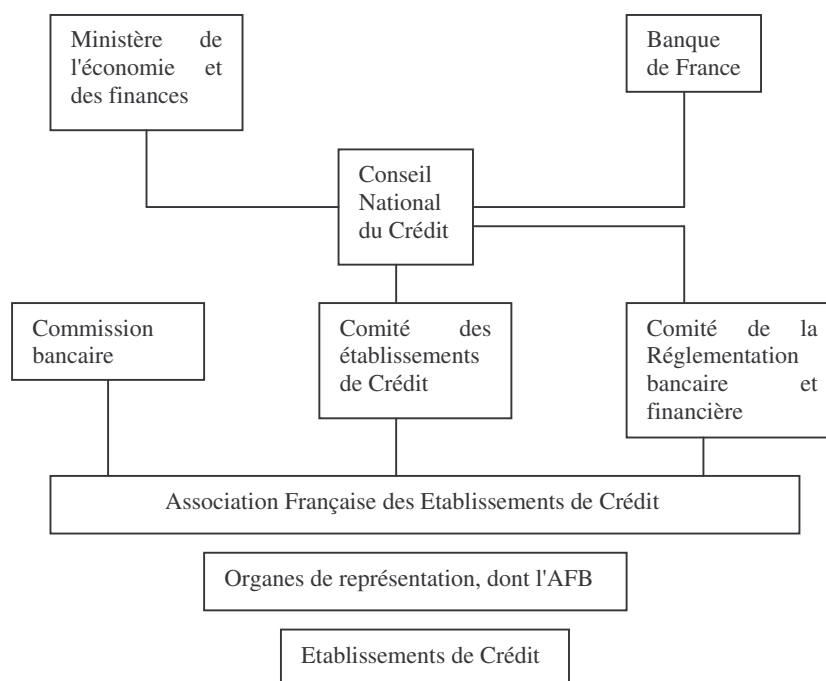 Ministère de
l'économie et
des finances
Banque
de France
Conseil
National
du Crédit
Commission
bancaire
Comité des
établissements
de Crédit
Comité de la
Réglementation
bancaire et
financière
Association Française des Etablissements de Crédit
Organes de représentation, dont l'AFB
Etablissements de Crédit